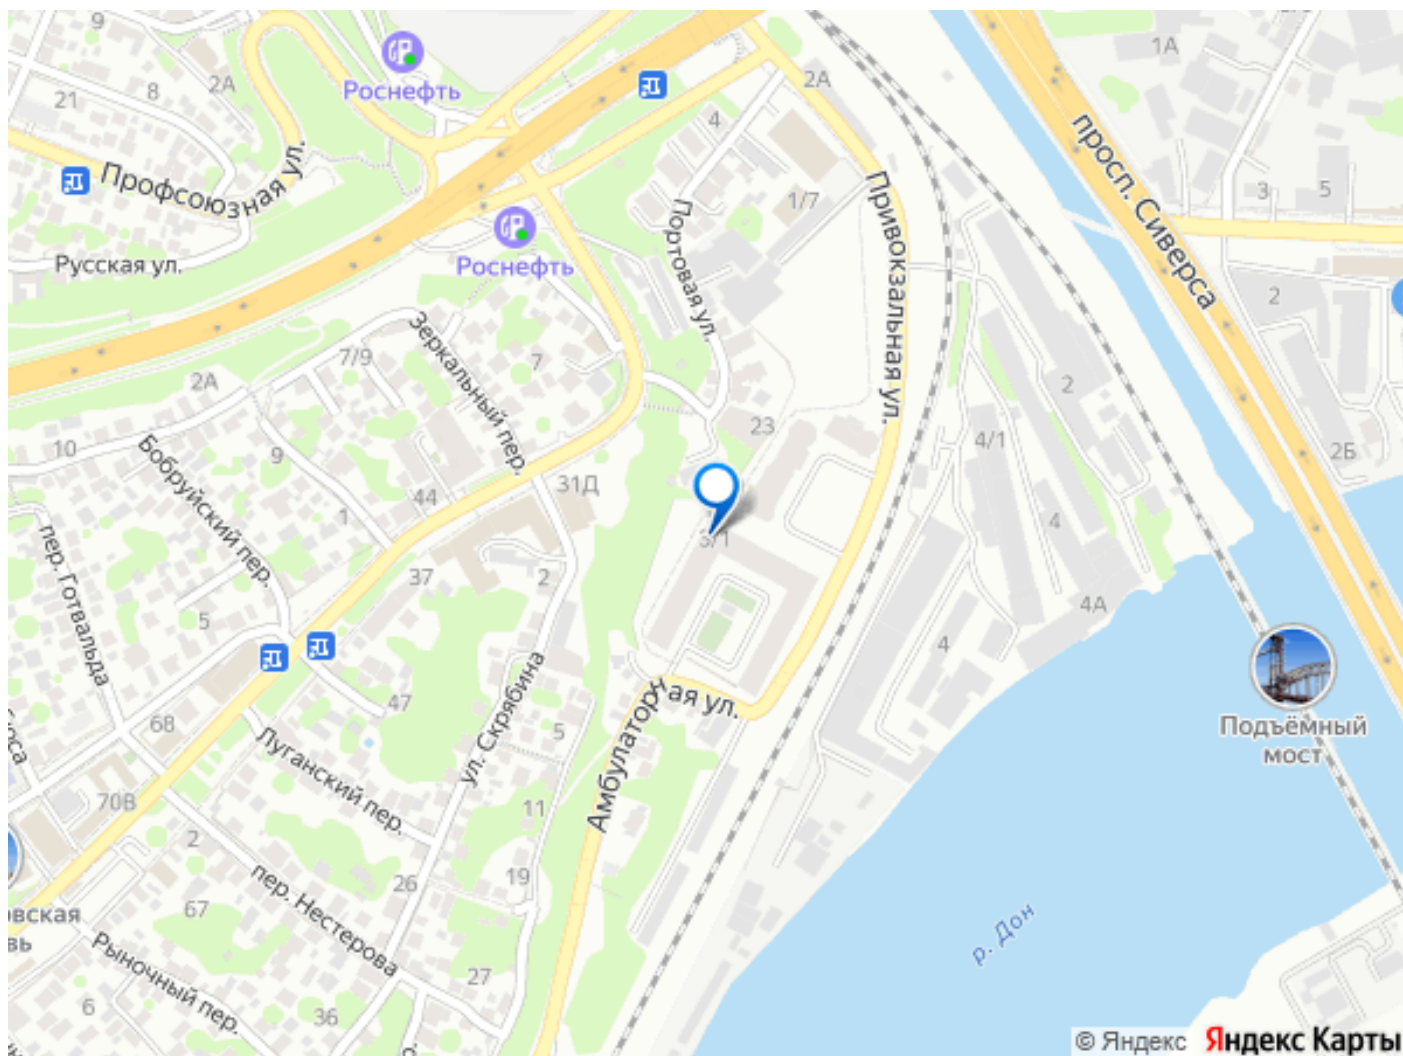 9
Роснефть
2А
8
21
Профсоюзная ул.
Русская ул.
Роснефть
4
2А
1А
просп. Сиверса
3
5
1/7
Привокзальная ул.
Портовая ул.
2
Зеркальный пер.
7/9
7
2А
2
10
9
Бобруйский пер.
23
4/1
2Б
44
31Д
1
3/1
4
пер. Готвальда
37
2
5
4А
4
47
68
ул. Скрябина
5
Амбулаторная ул.
Подъёмный
мост
Луганский пер.
70В
2
11
26
19
пер. Нестерова
67
р. Дон
Рыночный пер.
27
6
36
© Яндекс Яндекс Карты